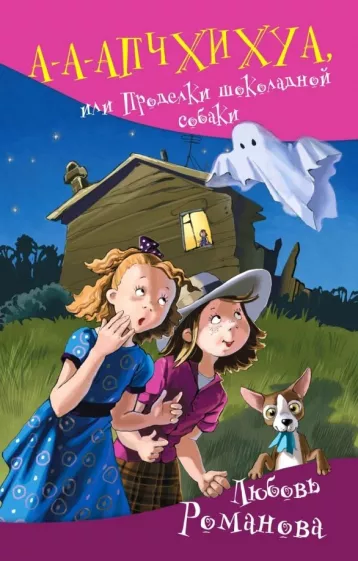 А-А-АПЧХИХУА,
или Проделки шоколадной
собаки
Любовь
Романова